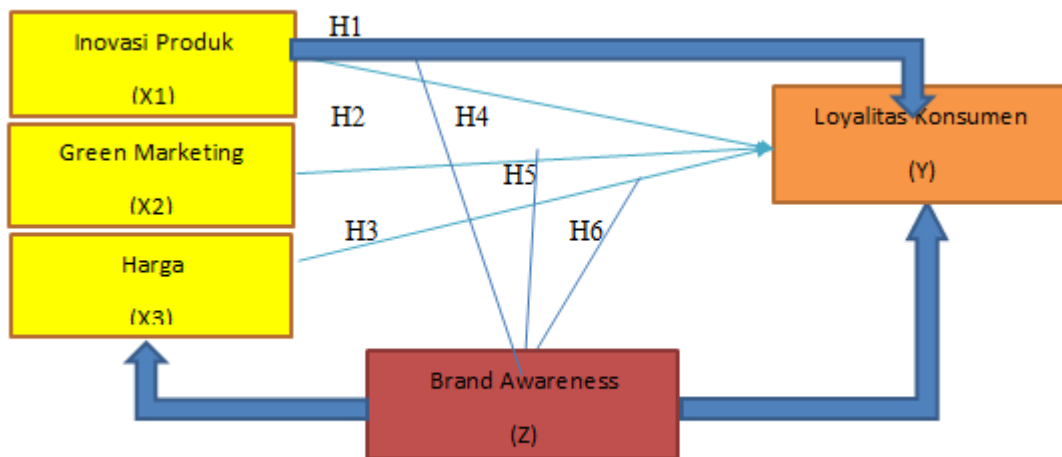 Inovasi Produk
(X1)
H1
Green Marketing
(X2)
H2
H4
Loyalitas Konsumen
(Y)
H5
Harga
(X3)
H3
H6
Brand Awareness
(Z)